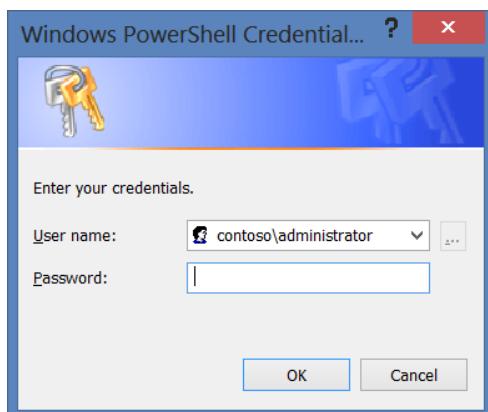 Windows PowerShell Credential... ? ×
Enter your credentials.
User name: contoso\administrator ...
Password:
OK Cancel